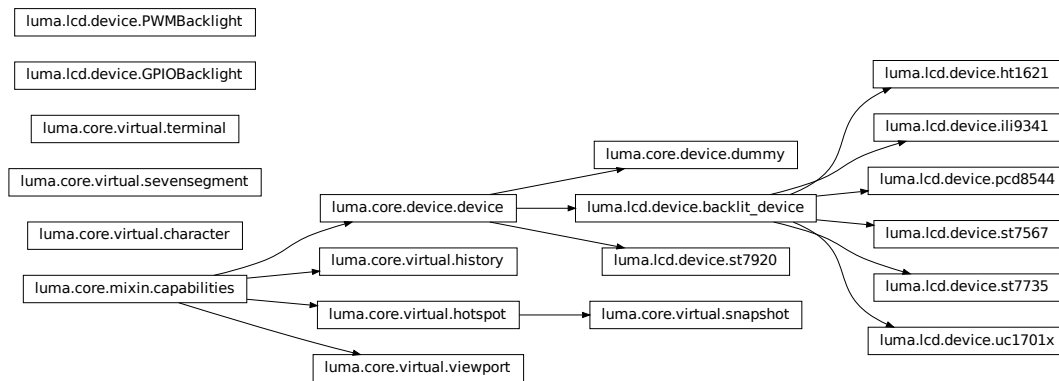 luma.lcd.device.PWMBacklight
luma.lcd.device.GPIOBacklight
luma.core.virtual.terminal
luma.core.virtual.sevensegment
luma.core.virtual.character
luma.core.mixin.capabilities
luma.core.device.device
luma.core.virtual.history
luma.core.virtual.hotspot
luma.core.virtual.viewport
luma.core.device.dummy
luma.lcd.device.backlit_device
luma.lcd.device.st7920
luma.core.virtual.snapshot
luma.lcd.device.ht1621
luma.lcd.device.ili9341
luma.lcd.device.pcd8544
luma.lcd.device.st7567
luma.lcd.device.st7735
luma.lcd.device.uc1701x